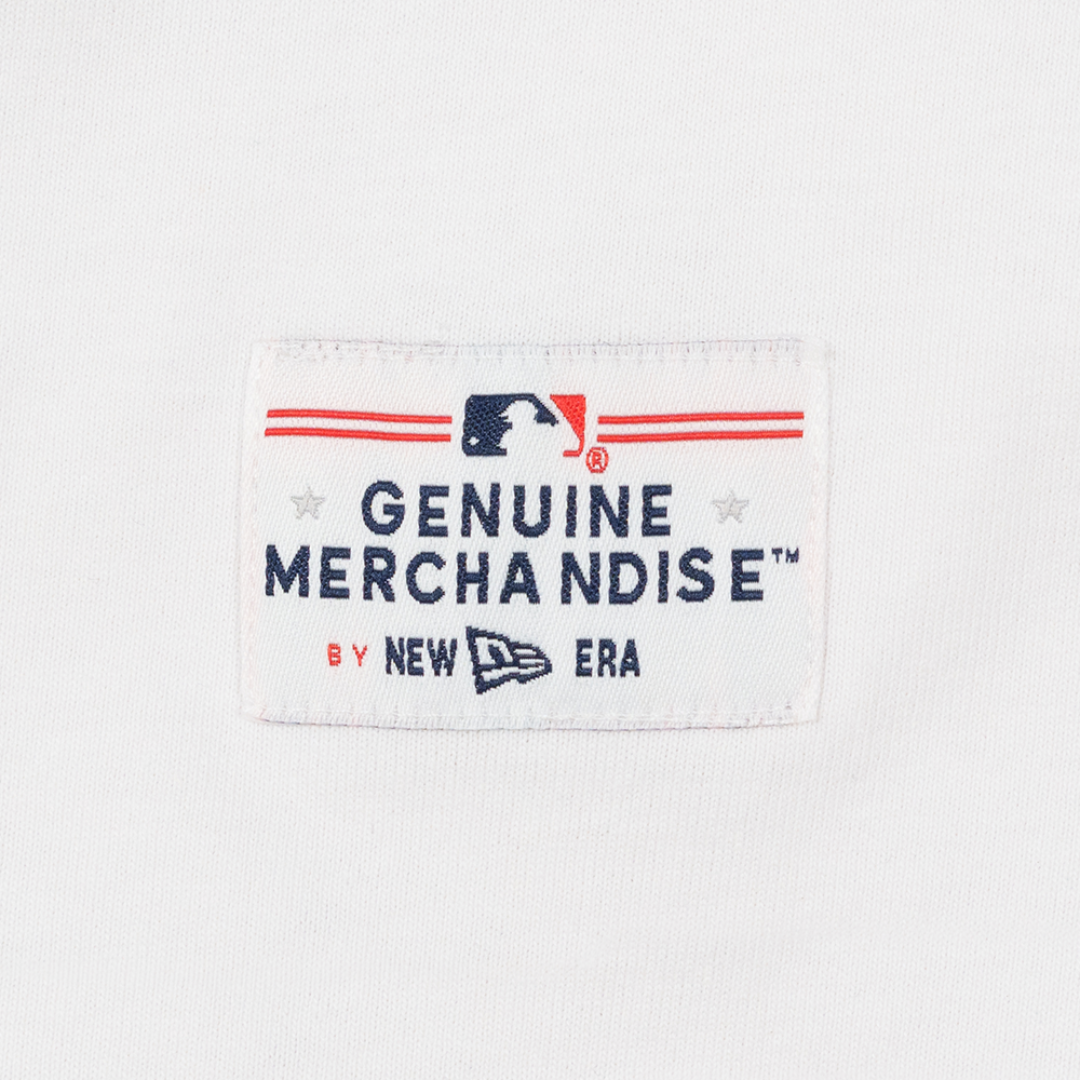 ®
GENUINE
MERCHANDISE™
BY NEW ERA